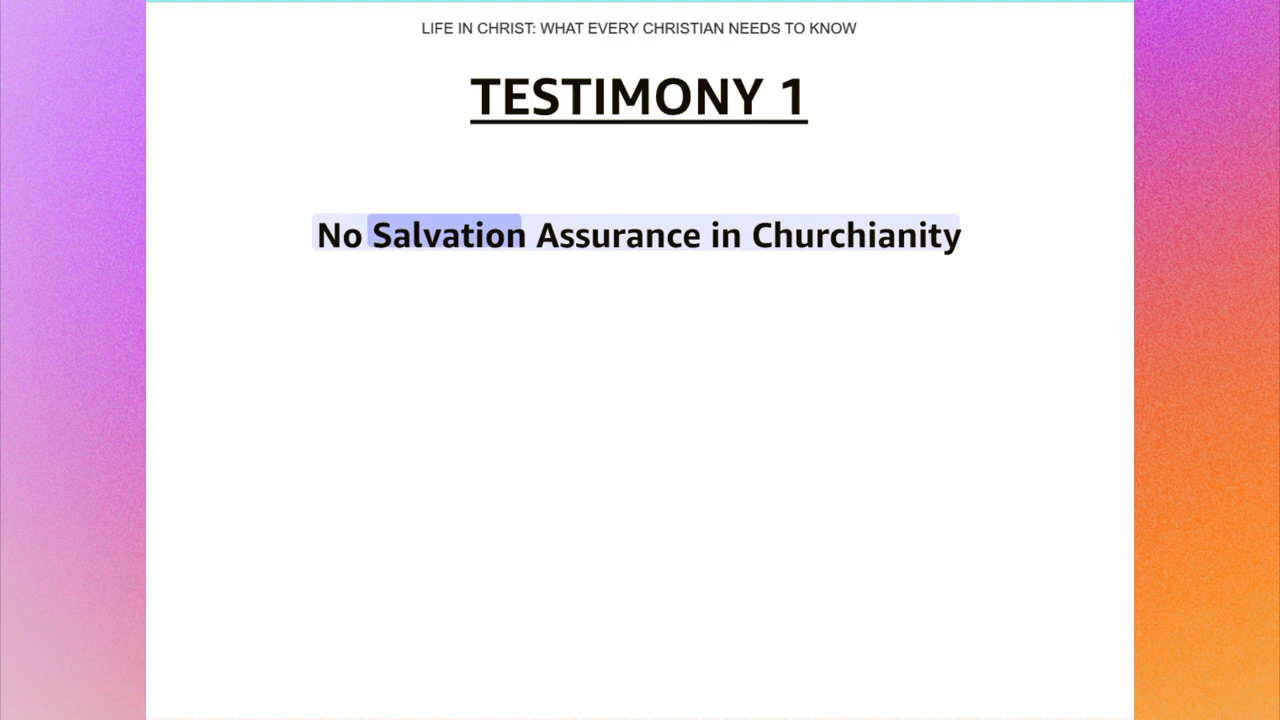 LIFE IN CHRIST: WHAT EVERY CHRISTIAN NEEDS TO KNOW
TESTIMONY 1
No Salvation Assurance in Churchianity